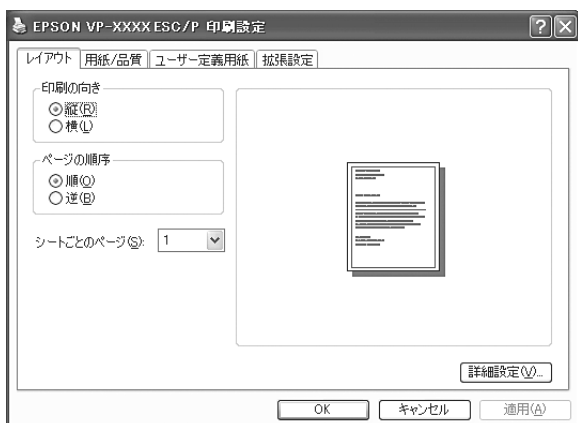 EPSON VP-XXXX ESC/P 印刷設定
レイアウト 用紙/品質 ユーザー定義用紙 拡張設定
印刷の向き
縦(R)
横(L)
ページの順序
順(O)
逆(B)
シートごとのページ(S): 1
詳細設定(V)...
OK キャンセル 適用(A)